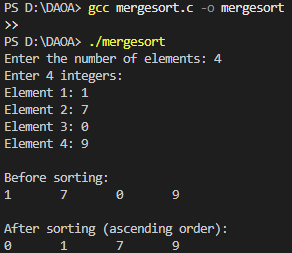 PS D:\DAOA> gcc mergesort.c -o mergesort
>>
PS D:\DAOA> ./mergesort
Enter the number of elements: 4
Enter 4 integers:
Element 1: 1
Element 2: 7
Element 3: 0
Element 4: 9
Before sorting:
1 7 0 9
After sorting (ascending order):
0 1 7 9